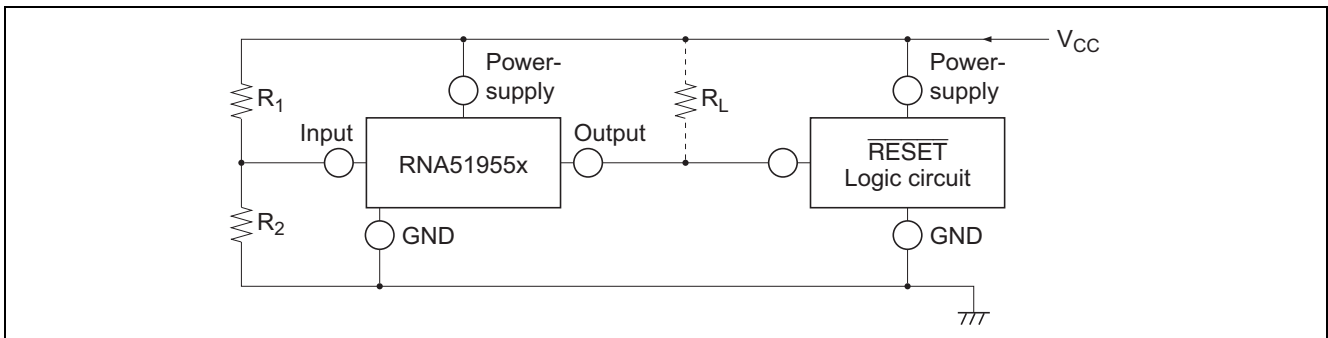 V_CC
Power-
supply
Power-
supply
R_1
R_L
Input
Output
RNA51955x
RESET
Logic circuit
R_2
GND
GND